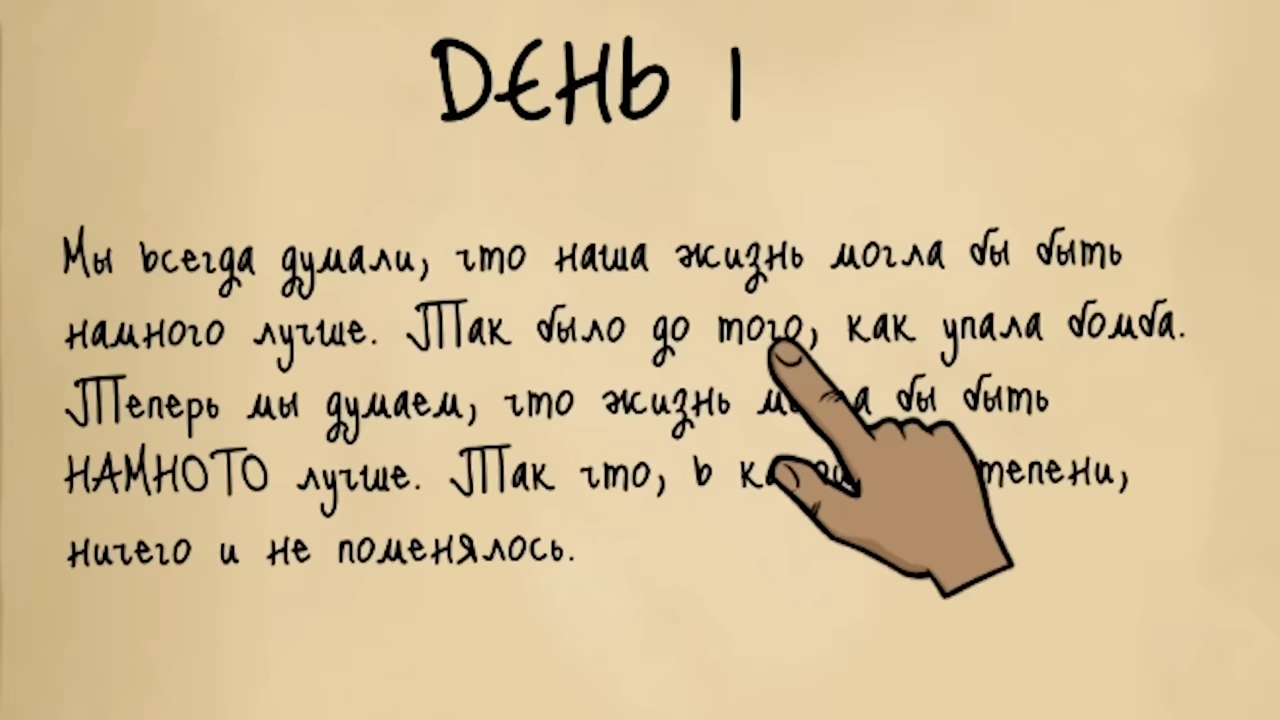 ДЕНЬ 1
Мы всегда думали, что наша жизнь могла бы быть
намного лучше. Так было до того, как упала бомба.
Теперь мы думаем, что жизнь бы быть
НАМНОГО лучше. Так что, в
ничего и не поменялось.